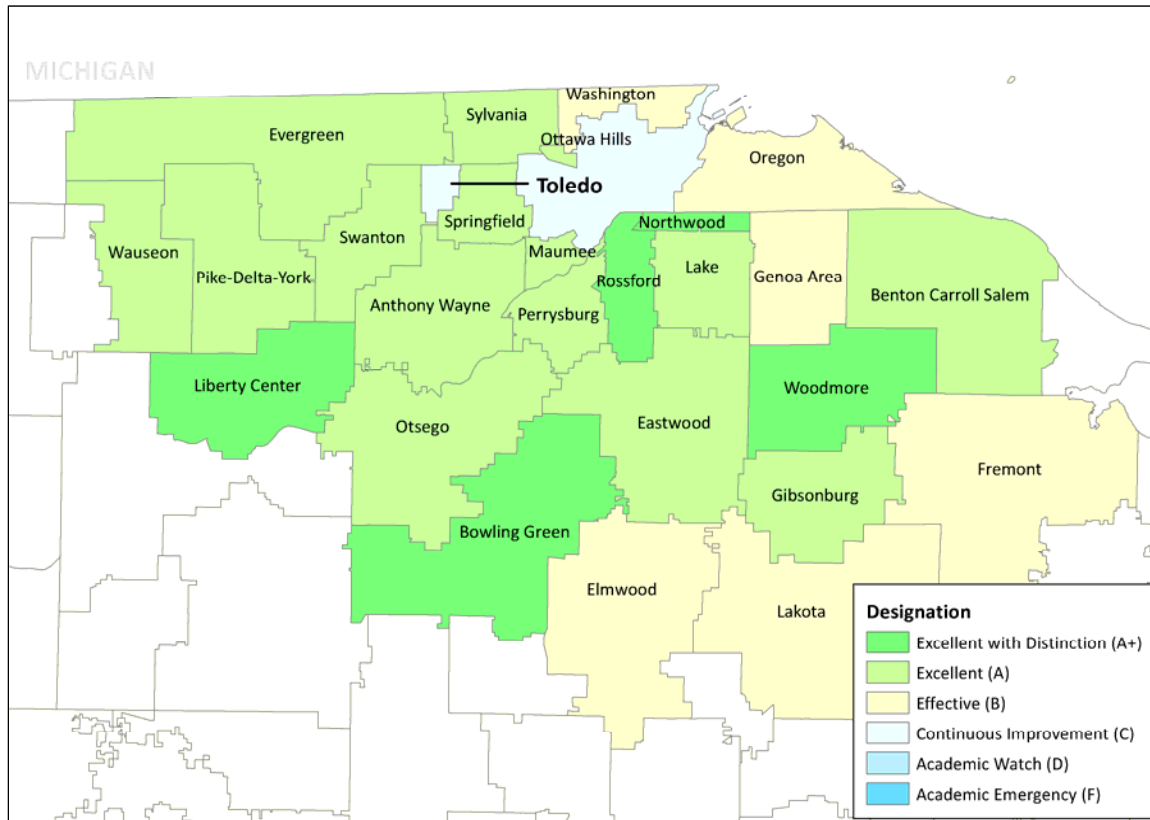 MICHIGAN
Washington
Sylvania
Evergreen
Ottawa Hills
Oregon
Toledo
Northwood
Springfield
Swanton
Wauseon
Maumee
Lake
Pike-Delta-York
Rossford
Genoa Area
Benton Carroll Salem
Anthony Wayne
Perrysburg
Liberty Center
Woodmore
Otsego
Eastwood
Fremont
Gibsonburg
Bowling Green
Elmwood
Lakota
Designation
Excellent with Distinction (A+)
Excellent (A)
Effective (B)
Continuous Improvement (C)
Academic Watch (D)
Academic Emergency (F)